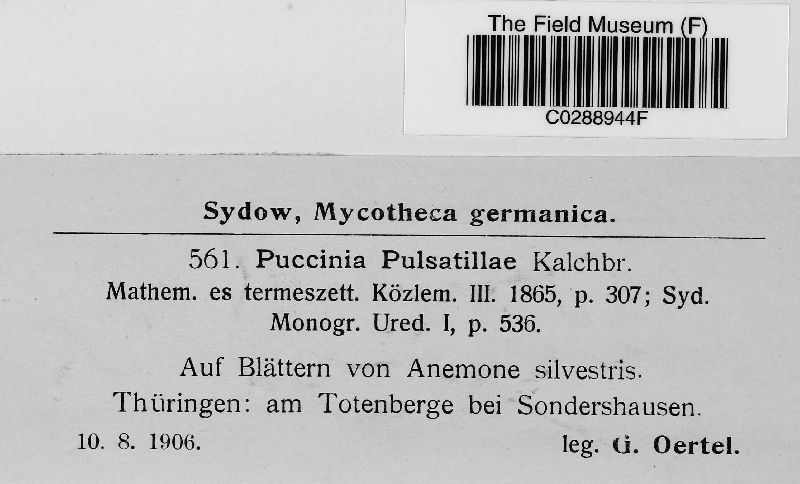 The Field Museum (F)
C0288944F
Sydow, Mycotheca germanica.
561. Puccinia Pulsatillae Kalchbr.
Mathem. es termeszett. Közlem. III. 1865, p. 307; Syd.
Monogr. Ured. I, p. 536.
Auf Blättern von Anemone silvestris.
Thüringen: am Totenberge bei Sondershausen.
10. 8. 1906. leg. G. Oertel.